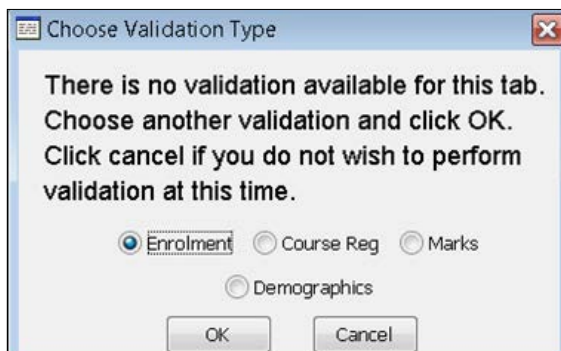 Choose Validation Type
There is no validation available for this tab.
Choose another validation and click OK.
Click cancel if you do not wish to perform
validation at this time.
Enrolment Course Reg Marks
Demographics
OK Cancel